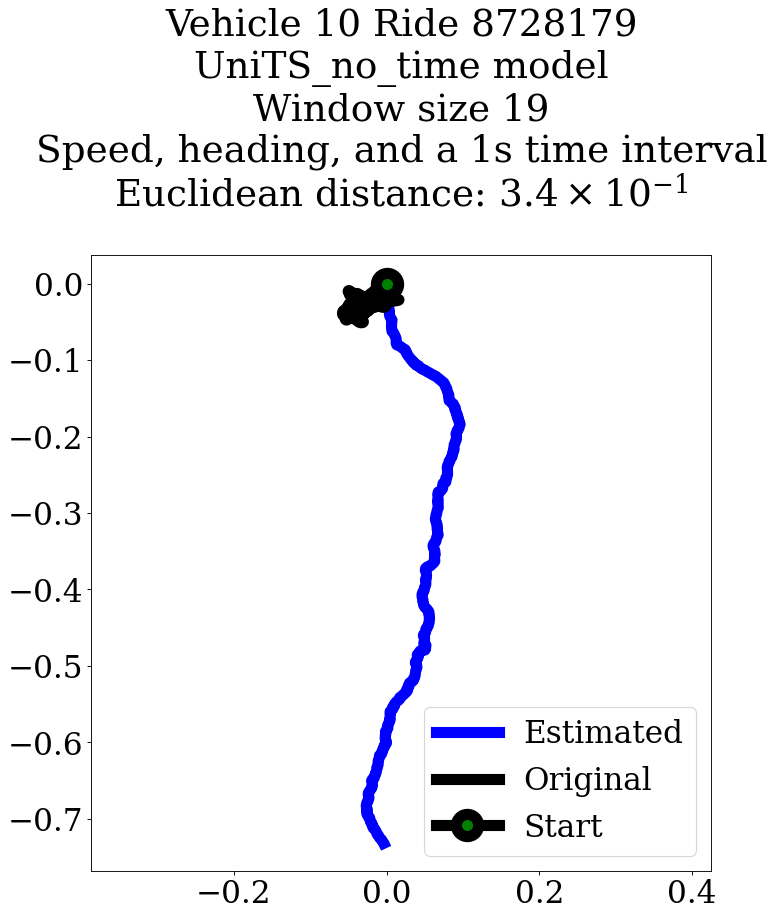 Vehicle 10 Ride 8728179
UniTS_no_time model
Window size 19
Speed, heading, and a 1s time interval
Euclidean distance: 3.4 × 10⁻¹
0.0
−0.1
−0.2
−0.3
−0.4
−0.5
−0.6
−0.7
Estimated
Original
Start
−0.2 0.0 0.2 0.4